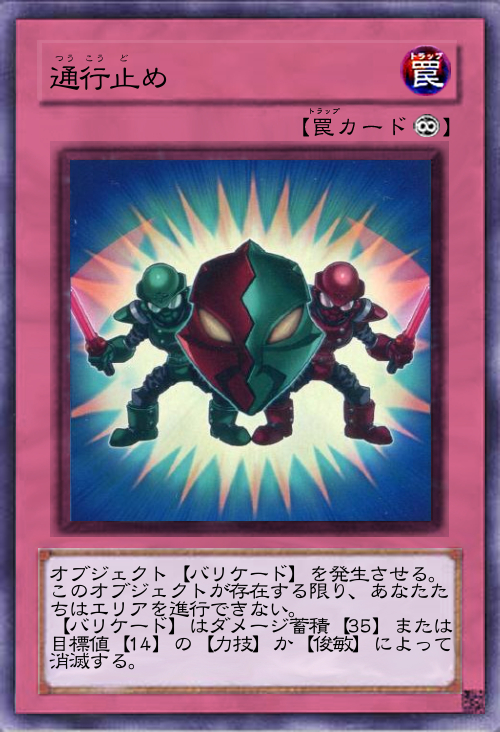 つうこうど
通行止め
トラップ
罠
トラップ
【罠カード】
オブジェクト【バリケード】を発生させる。
このオブジェクトが存在する限り、あなたた
ちはエリアを進行できない。
【バリケード】はダメージ蓄積【35】または
目標値【14】の【力技】か【俊敏】によって
消滅する。